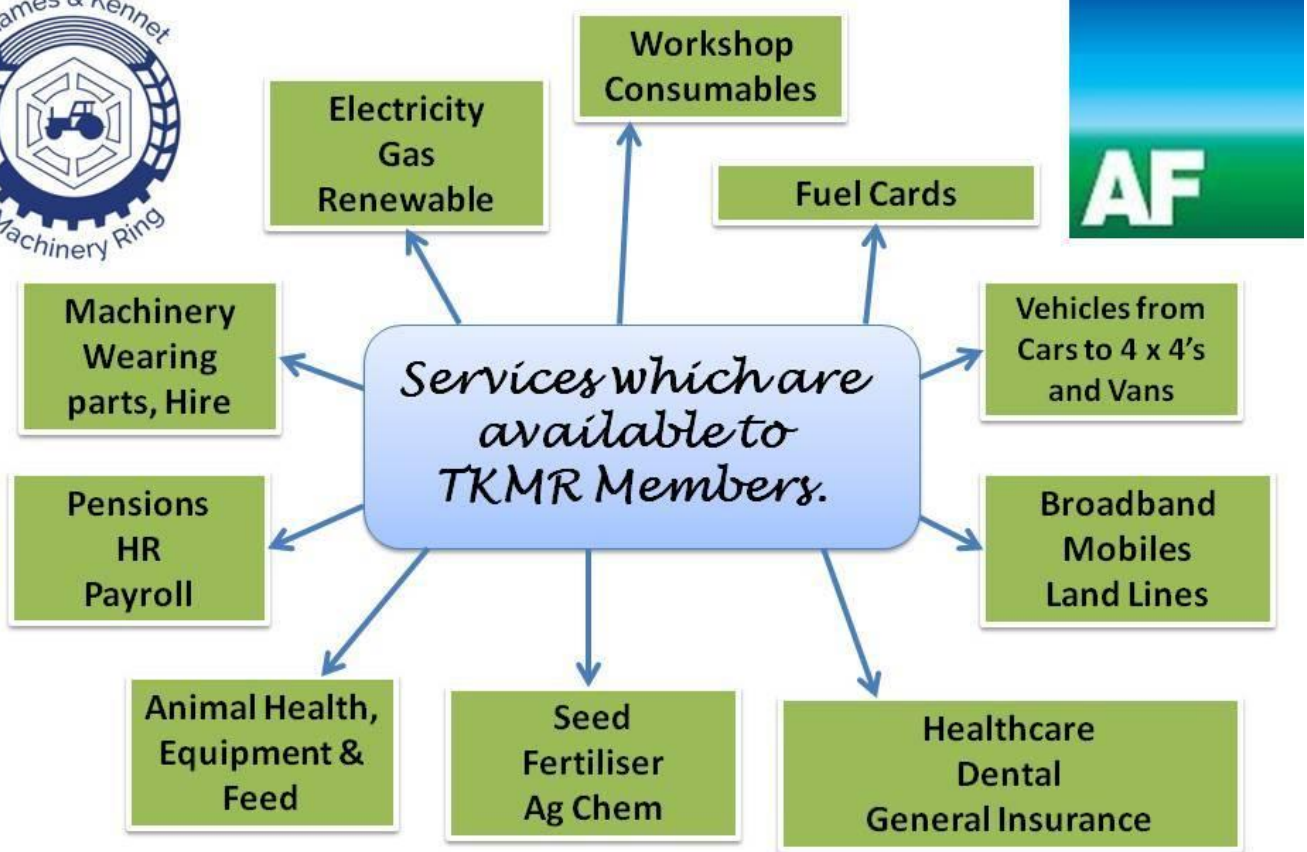 Thames & Kennet
Machinery Ring
Workshop
Consumables
AF
Electricity
Gas
Renewable
Fuel Cards
Machinery
Wearing
parts, Hire
Services which are
available to
TKMR Members.
Vehicles from
Cars to 4 x 4's
and Vans
Pensions
HR
Payroll
Broadband
Mobiles
Land Lines
Animal Health,
Equipment &
Feed
Seed
Fertiliser
Ag Chem
Healthcare
Dental
General Insurance